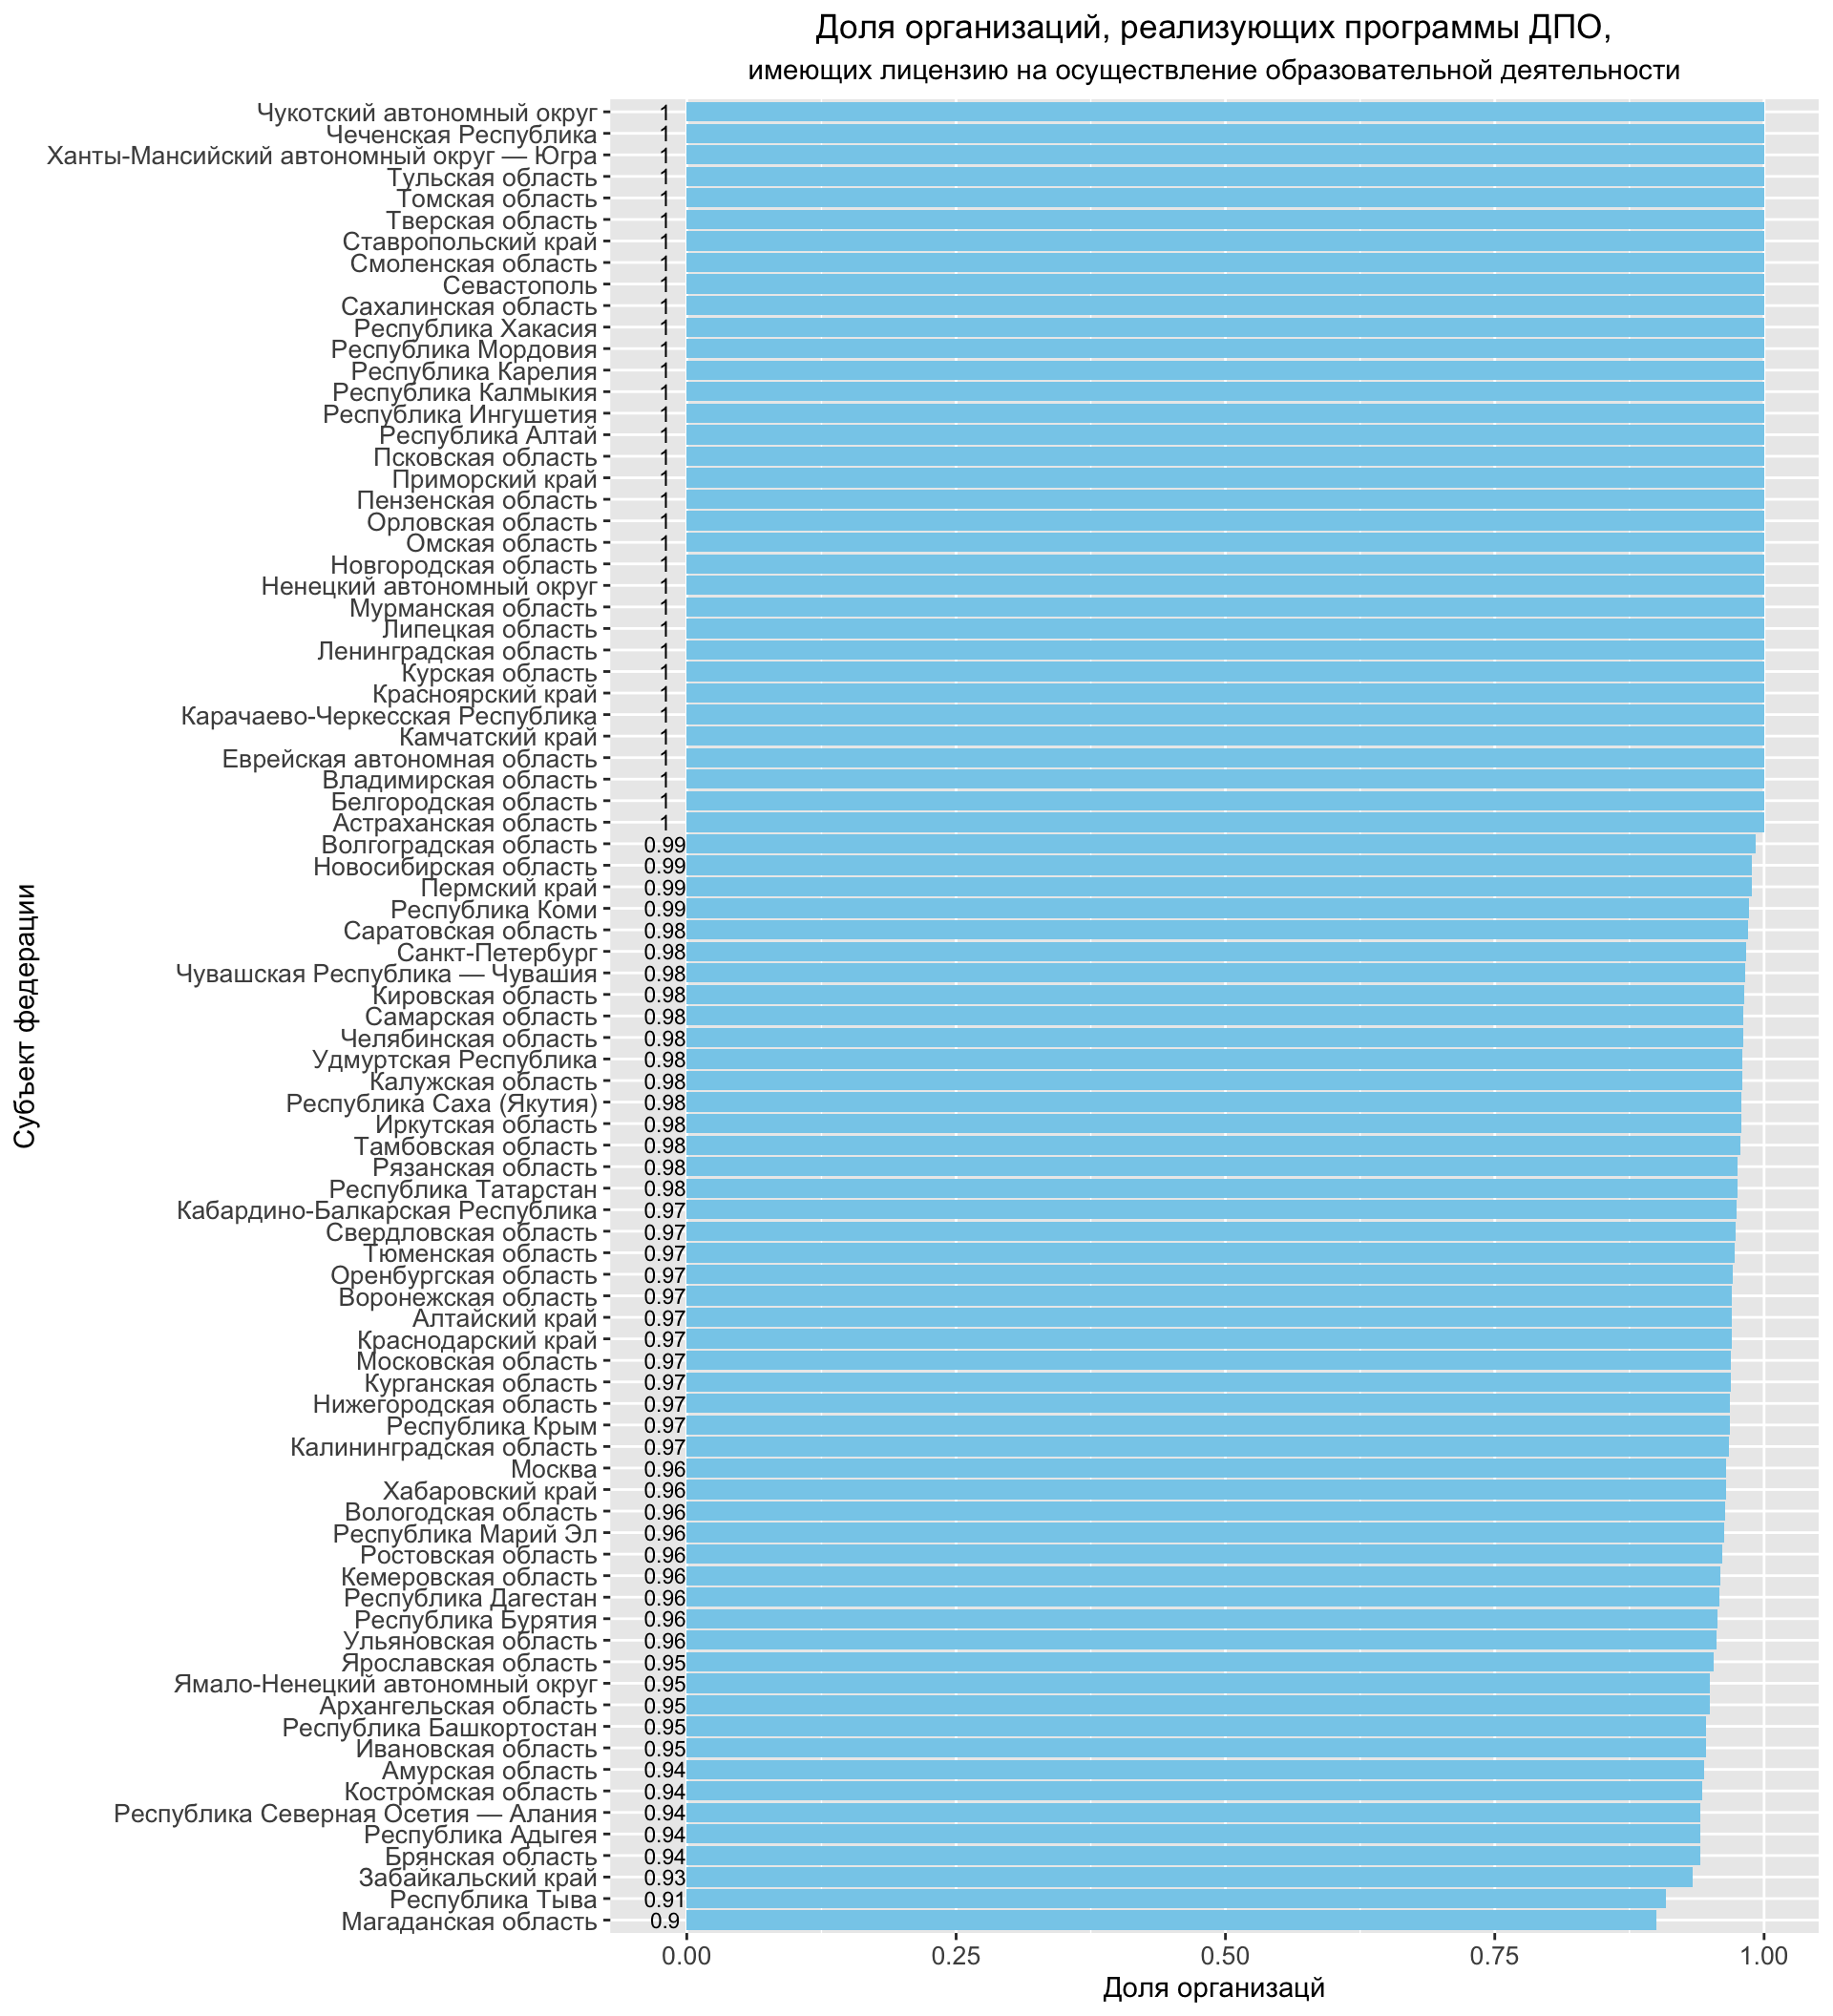 Доля организаций, реализующих программы ДПО,
имеющих лицензию на осуществление образовательной деятельности
Чукотский автономный округ 1
Чеченская Республика 1
Ханты-Мансийский автономный округ — Югра 1
Тульская область 1
Томская область 1
Тверская область 1
Ставропольский край 1
Смоленская область 1
Севастополь 1
Сахалинская область 1
Республика Хакасия 1
Республика Мордовия 1
Республика Карелия 1
Республика Калмыкия 1
Республика Ингушетия 1
Республика Алтай 1
Псковская область 1
Приморский край 1
Пензенская область 1
Орловская область 1
Омская область 1
Новгородская область 1
Ненецкий автономный округ 1
Мурманская область 1
Липецкая область 1
Ленинградская область 1
Курская область 1
Красноярский край 1
Карачаево-Черкесская Республика 1
Камчатский край 1
Еврейская автономная область 1
Владимирская область 1
Белгородская область 1
Астраханская область 1
Волгоградская область 0.99
Новосибирская область 0.99
Пермский край 0.99
Республика Коми 0.99
Саратовская область 0.98
Санкт-Петербург 0.98
Чувашская Республика — Чувашия 0.98
Кировская область 0.98
Самарская область 0.98
Челябинская область 0.98
Удмуртская Республика 0.98
Калужская область 0.98
Республика Саха (Якутия) 0.98
Иркутская область 0.98
Тамбовская область 0.98
Рязанская область 0.98
Республика Татарстан 0.98
Кабардино-Балкарская Республика 0.97
Свердловская область 0.97
Тюменская область 0.97
Оренбургская область 0.97
Воронежская область 0.97
Алтайский край 0.97
Краснодарский край 0.97
Московская область 0.97
Курганская область 0.97
Нижегородская область 0.97
Республика Крым 0.97
Калининградская область 0.97
Москва 0.96
Хабаровский край 0.96
Вологодская область 0.96
Республика Марий Эл 0.96
Ростовская область 0.96
Кемеровская область 0.96
Республика Дагестан 0.96
Республика Бурятия 0.96
Ульяновская область 0.96
Ярославская область 0.95
Ямало-Ненецкий автономный округ 0.95
Архангельская область 0.95
Республика Башкортостан 0.95
Ивановская область 0.95
Амурская область 0.94
Костромская область 0.94
Республика Северная Осетия — Алания 0.94
Республика Адыгея 0.94
Брянская область 0.94
Забайкальский край 0.93
Республика Тыва 0.91
Магаданская область 0.9
0.00 0.25 0.50 0.75 1.00
Доля организацй
Субъект федерации